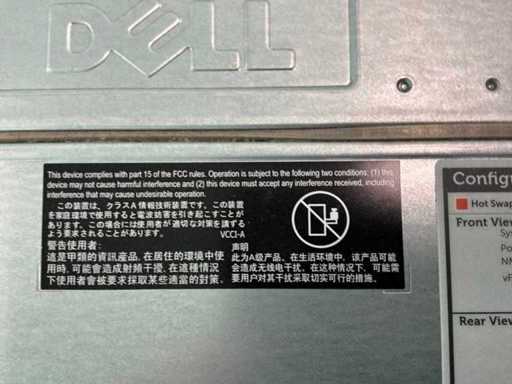 DELL
This device complies with part 15 of the FCC rules. Operation is subject to the following two conditions: (1) this
device may not cause harmful interference and (2) this device must accept any interference received, including
interference that may cause undesirable operation.
この装置は、クラスA情報技術装置です。この装置
を家庭環境で使用すると電波妨害を引き起こすことが
あります。この場合には使用者が適切な対策を講ずる
よう要求されることがあります。 VCCI-A
警告使用者:
這是甲類的資訊產品,在居住的環境中使
用時,可能會造成射頻干擾,在這種情況
下使用者會被要求採取某些適當的對策.
声明
此为A级产品、在生活环境中、该产品可能
会造成无线电干扰、在这种情况下、可能需
要用户对其干扰采取切实可行的措施.
Config
Hot Swap
Front View
Sys
Po
NM
vF
Rear View